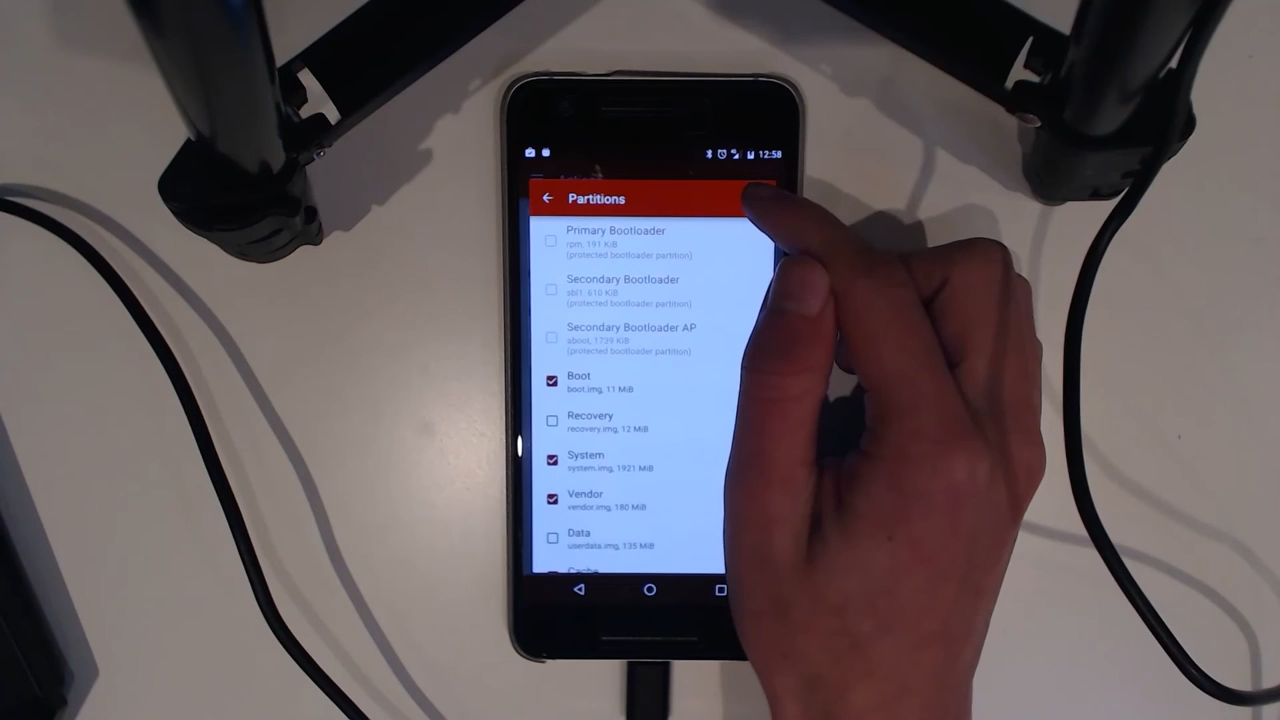 12:58
Partitions
Primary Bootloader
rpm, 191 KiB
(protected bootloader partition)
Secondary Bootloader
sbl1, 610 KiB
(protected bootloader partition)
Secondary Bootloader AP
aboot, 1739 KiB
(protected bootloader partition)
Boot
boot.img, 11 MiB
Recovery
recovery.img, 12 MiB
System
system.img, 1921 MiB
Vendor
vendor.img, 180 MiB
Data
userdata.img, 135 MiB